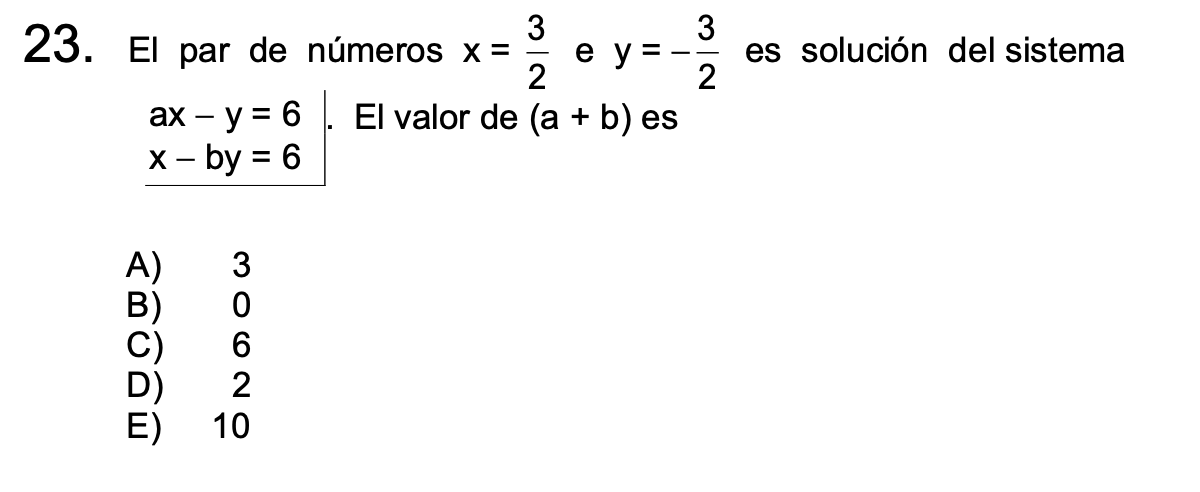 23. El par de números x = 3/2 e y = −3/2 es solución del sistema
ax − y = 6 . El valor de (a + b) es
x − by = 6
A) 3
B) 0
C) 6
D) 2
E) 10